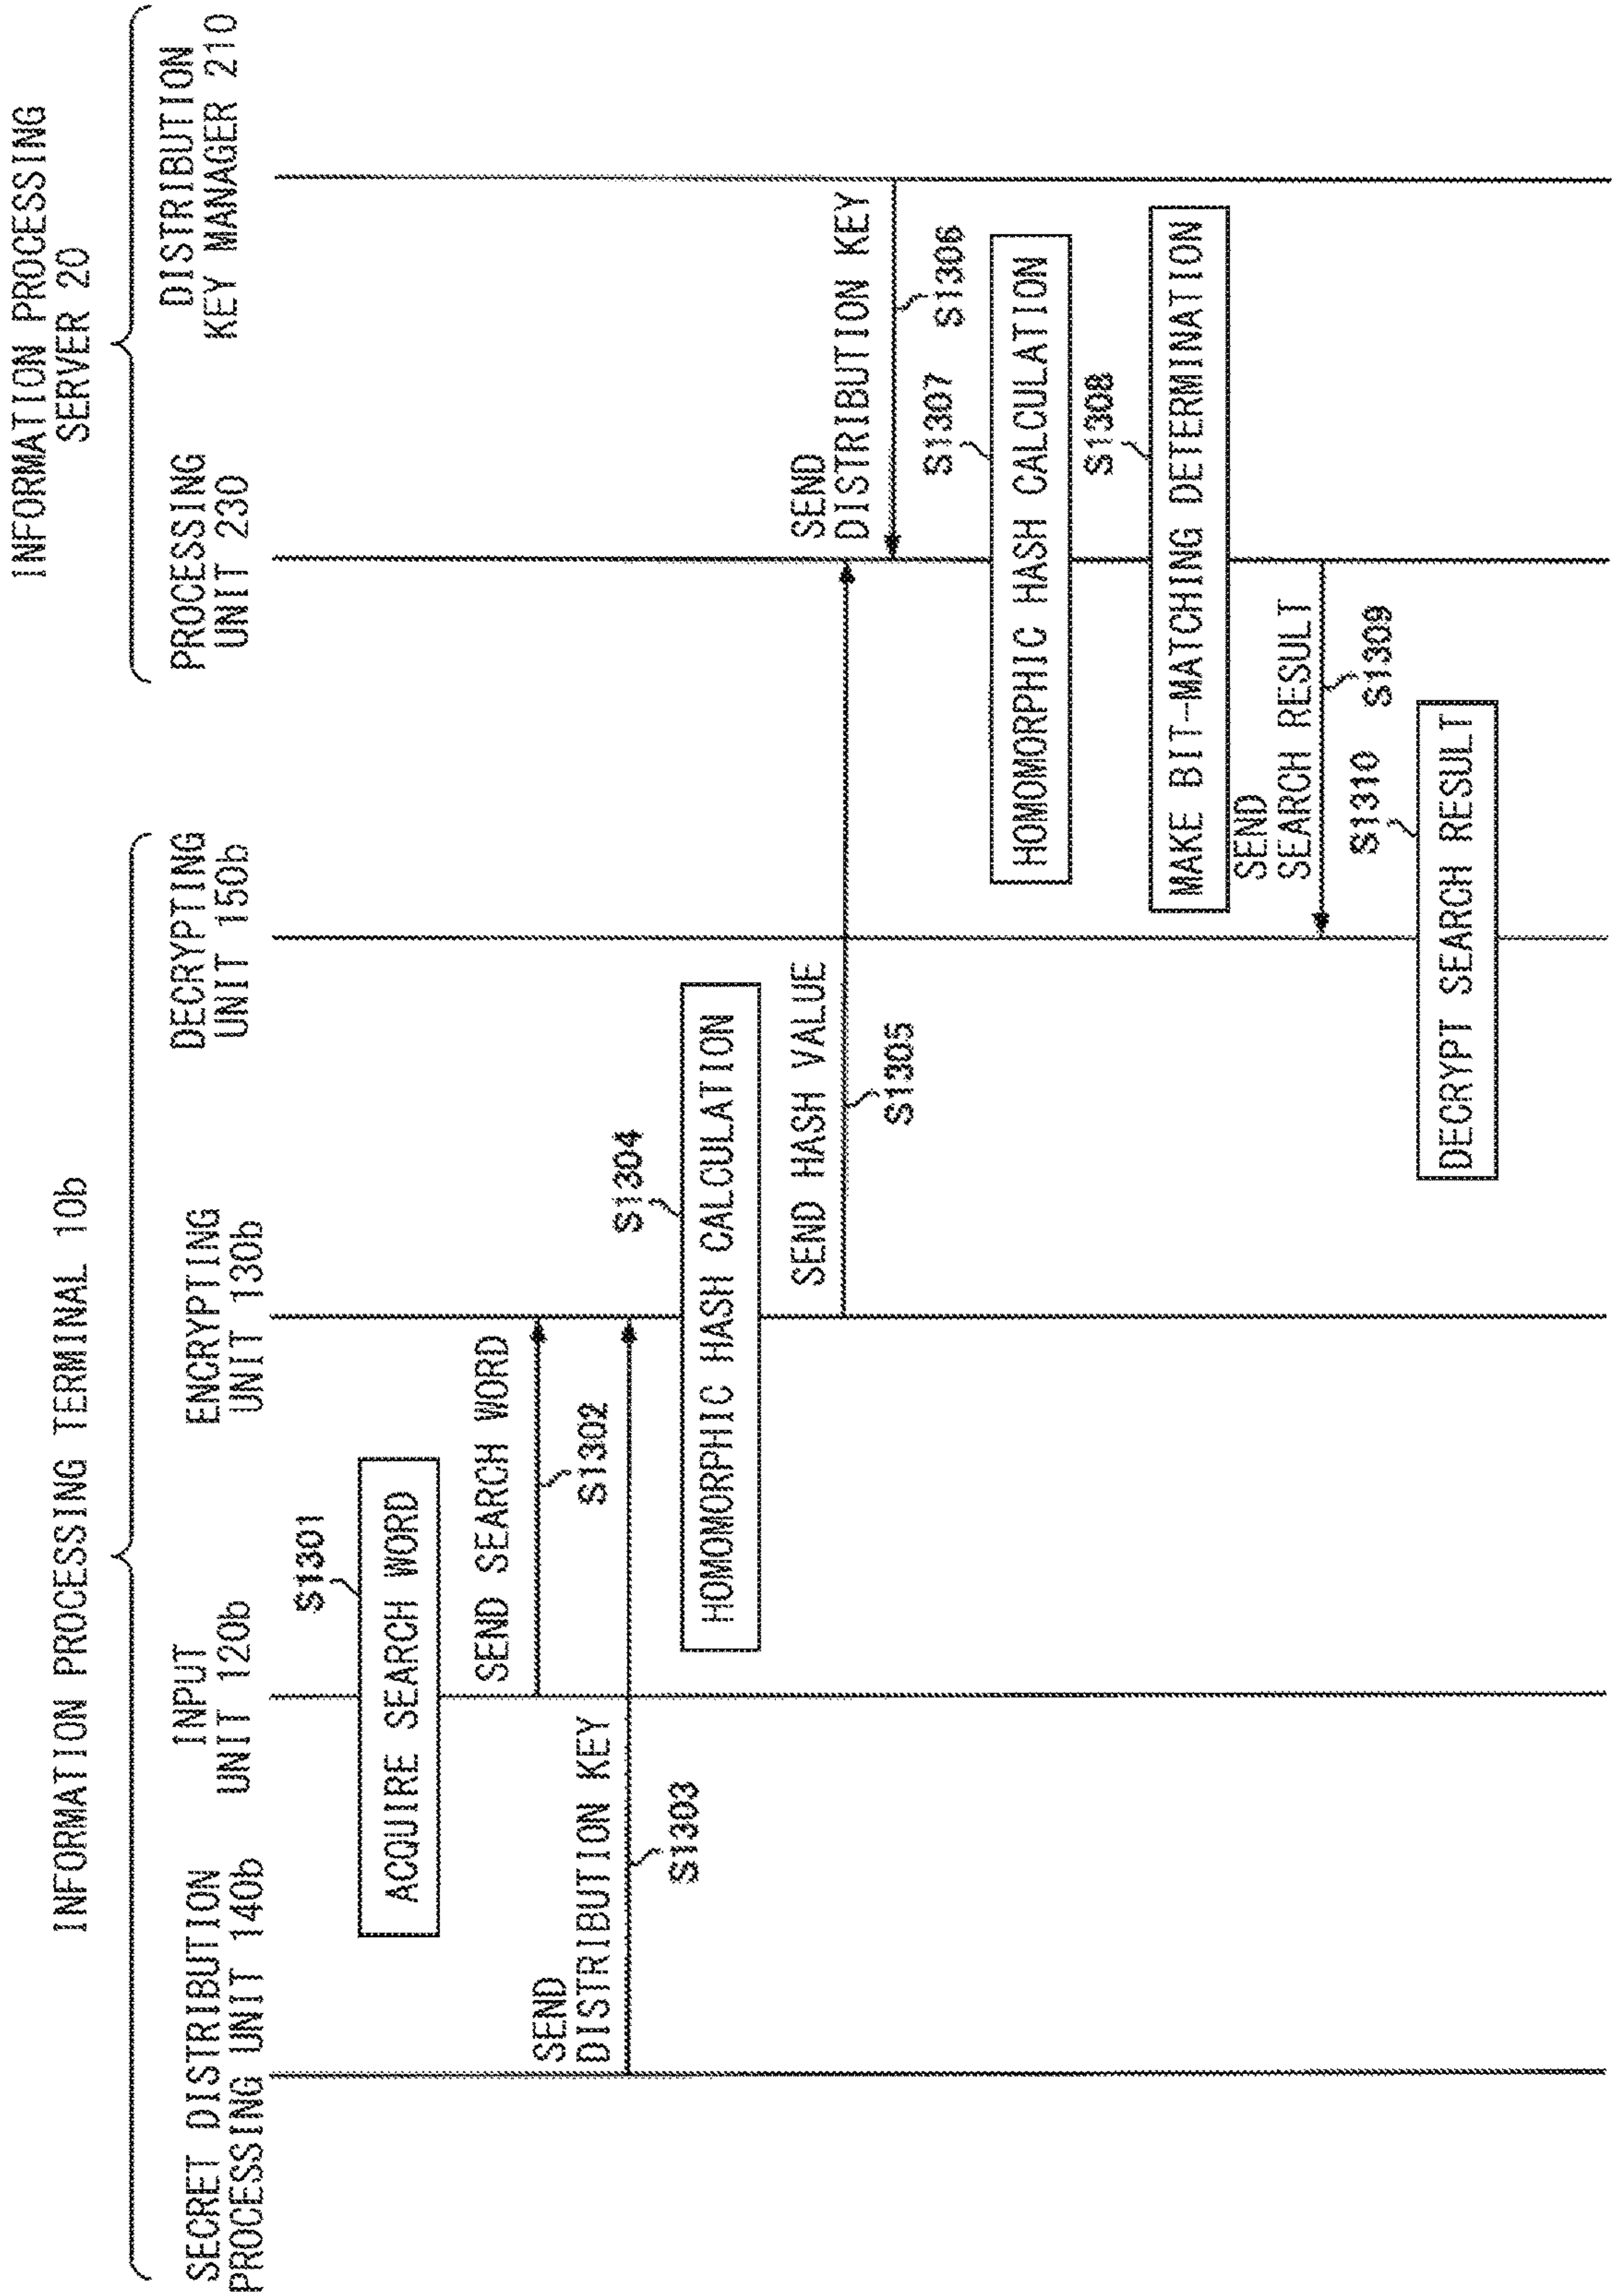 INFORMATION PROCESSING TERMINAL 10b
INFORMATION PROCESSING
SERVER 20
SECRET DISTRIBUTION
PROCESSING UNIT 140b
INPUT
UNIT 120b
ENCRYPTING
UNIT 130b
DECRYPTING
UNIT 150b
PROCESSING
UNIT 230
DISTRIBUTION
KEY MANAGER 210
S1301
ACQUIRE SEARCH WORD
SEND SEARCH WORD
S1302
SEND
DISTRIBUTION KEY
S1303
S1304
HOMOMORPHIC HASH CALCULATION
SEND HASH VALUE
S1305
SEND
DISTRIBUTION KEY
S1306
S1307
HOMOMORPHIC HASH CALCULATION
S1308
MAKE BIT-MATCHING DETERMINATION
SEND
SEARCH RESULT
S1309
S1310
DECRYPT SEARCH RESULT